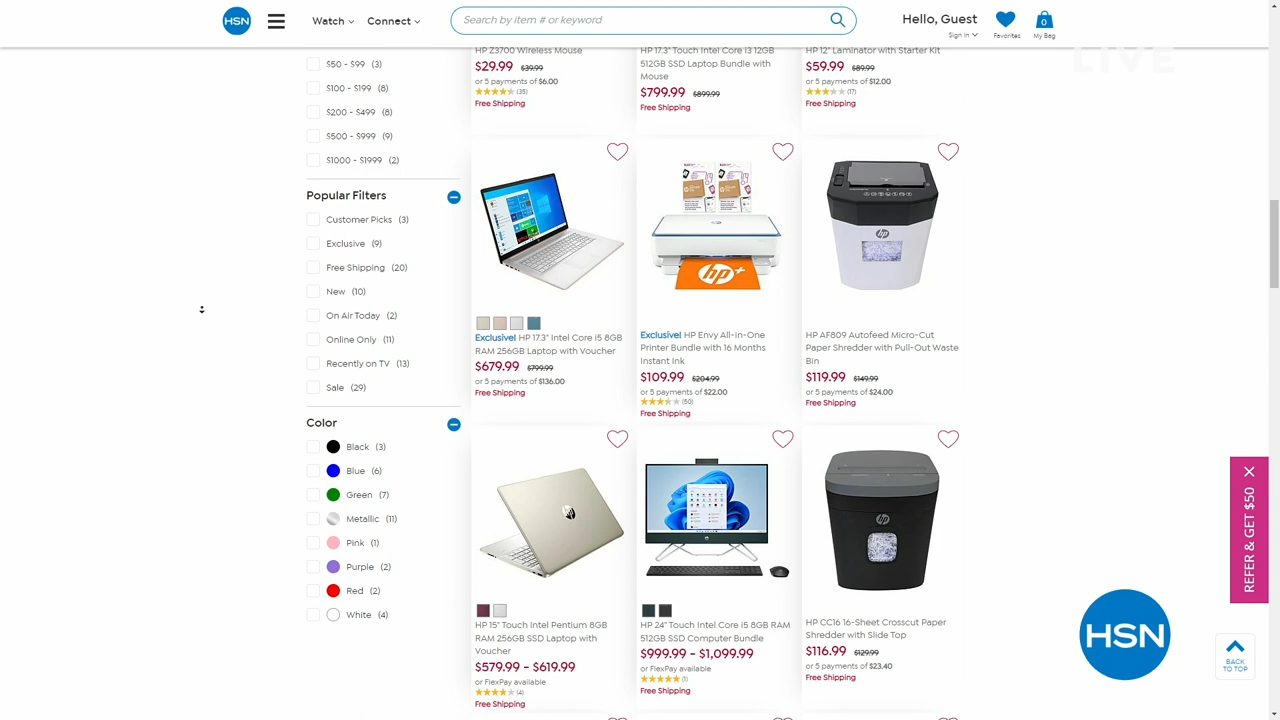 HSN
Watch
Connect
Search by item # or keyword
Hello, Guest
Sign In
Favorites
0
My Bag
LIVE
$50 - $99 (3)
$100 - $199 (8)
$200 - $499 (8)
$500 - $999 (9)
$1000 - $1999 (2)
Popular Filters
Customer Picks (3)
Exclusive (9)
Free Shipping (20)
New (10)
On Air Today (2)
Online Only (11)
Recently on TV (13)
Sale (29)
Color
Black (3)
Blue (6)
Green (7)
Metallic (11)
Pink (1)
Purple (2)
Red (2)
White (4)
HP Z3700 Wireless Mouse
$29.99 $39.99
or 5 payments of $6.00
(35)
Free Shipping
HP 17.3" Touch Intel Core i3 12GB
512GB SSD Laptop Bundle with
Mouse
$799.99 $899.99
Free Shipping
HP 12" Laminator with Starter Kit
$59.99 $89.99
or 5 payments of $12.00
(17)
Free Shipping
Exclusive! HP 17.3" Intel Core i5 8GB
RAM 256GB Laptop with Voucher
$679.99 $799.99
or 5 payments of $136.00
Free Shipping
hp+
Exclusive! HP Envy All-in-One
Printer Bundle with 16 Months
Instant Ink
$109.99 $204.99
or 5 payments of $22.00
(50)
Free Shipping
hp
HP AF809 Autofeed Micro-Cut
Paper Shredder with Pull-Out Waste
Bin
$119.99 $149.99
or 5 payments of $24.00
Free Shipping
hp
HP 15" Touch Intel Pentium 8GB
RAM 256GB SSD Laptop with
Voucher
$579.99 - $619.99
or FlexPay available
(4)
Free Shipping
HP 24" Touch Intel Core i5 8GB RAM
512GB SSD Computer Bundle
$999.99 - $1,099.99
or FlexPay available
(1)
Free Shipping
hp
HP CC16 16-Sheet Crosscut Paper
Shredder with Slide Top
$116.99 $129.99
or 5 payments of $23.40
Free Shipping
REFER & GET $50
HSN
BACK
TO TOP